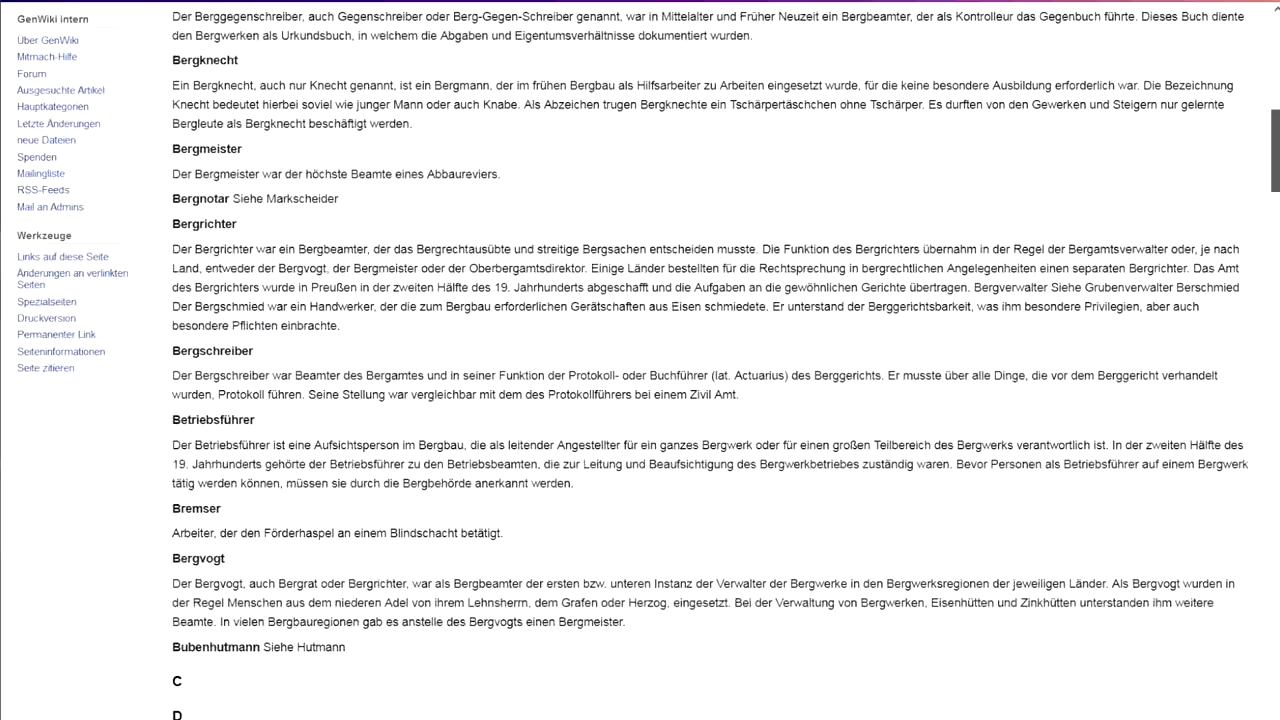 GenWiki intern
Über GenWiki
Mitmach-Hilfe
Forum
Ausgesuchte Artikel
Hauptkategorien
Letzte Änderungen
neue Dateien
Spenden
Mailingliste
RSS-Feeds
Mail an Admins
Werkzeuge
Links auf diese Seite
Änderungen an verlinkten
Seiten
Spezialseiten
Druckversion
Permanenter Link
Seiteninformationen
Seite zitieren
Der Berggegenschreiber, auch Gegenschreiber oder Berg-Gegen-Schreiber genannt, war in Mittelalter und Früher Neuzeit ein Bergbeamter, der als Kontrolleur das Gegenbuch führte. Dieses Buch diente
den Bergwerken als Urkundsbuch, in welchem die Abgaben und Eigentumsverhältnisse dokumentiert wurden.
Bergknecht
Ein Bergknecht, auch nur Knecht genannt, ist ein Bergmann, der im frühen Bergbau als Hilfsarbeiter zu Arbeiten eingesetzt wurde, für die keine besondere Ausbildung erforderlich war. Die Bezeichnung
Knecht bedeutet hierbei soviel wie junger Mann oder auch Knabe. Als Abzeichen trugen Bergknechte ein Tschärpertäschchen ohne Tschärper. Es durften von den Gewerken und Steigern nur gelernte
Bergleute als Bergknecht beschäftigt werden.
Bergmeister
Der Bergmeister war der höchste Beamte eines Abbaureviers.
Bergnotar Siehe Markscheider
Bergrichter
Der Bergrichter war ein Bergbeamter, der das Bergrechtausübte und streitige Bergsachen entscheiden musste. Die Funktion des Bergrichters übernahm in der Regel der Bergamtsverwalter oder, je nach
Land, entweder der Bergvogt, der Bergmeister oder der Oberbergamtsdirektor. Einige Länder bestellten für die Rechtsprechung in bergrechtlichen Angelegenheiten einen separaten Bergrichter. Das Amt
des Bergrichters wurde in Preußen in der zweiten Hälfte des 19. Jahrhunderts abgeschafft und die Aufgaben an die gewöhnlichen Gerichte übertragen. Bergverwalter Siehe Grubenverwalter Berschmied
Der Bergschmied war ein Handwerker, der die zum Bergbau erforderlichen Gerätschaften aus Eisen schmiedete. Er unterstand der Berggerichtsbarkeit, was ihm besondere Privilegien, aber auch
besondere Pflichten einbrachte.
Bergschreiber
Der Bergschreiber war Beamter des Bergamtes und in seiner Funktion der Protokoll- oder Buchführer (lat. Actuarius) des Berggerichts. Er musste über alle Dinge, die vor dem Berggericht verhandelt
wurden, Protokoll führen. Seine Stellung war vergleichbar mit dem des Protokollführers bei einem Zivil Amt.
Betriebsführer
Der Betriebsführer ist eine Aufsichtsperson im Bergbau, die als leitender Angestellter für ein ganzes Bergwerk oder für einen großen Teilbereich des Bergwerks verantwortlich ist. In der zweiten Hälfte des
19. Jahrhunderts gehörte der Betriebsführer zu den Betriebsbeamten, die zur Leitung und Beaufsichtigung des Bergwerkbetriebes zuständig waren. Bevor Personen als Betriebsführer auf einem Bergwerk
tätig werden können, müssen sie durch die Bergbehörde anerkannt werden.
Bremser
Arbeiter, der den Förderhaspel an einem Blindschacht betätigt.
Bergvogt
Der Bergvogt, auch Bergrat oder Bergrichter, war als Bergbeamter der ersten bzw. unteren Instanz der Verwalter der Bergwerke in den Bergwerksregionen der jeweiligen Länder. Als Bergvogt wurden in
der Regel Menschen aus dem niederen Adel von ihrem Lehnsherrn, dem Grafen oder Herzog, eingesetzt. Bei der Verwaltung von Bergwerken, Eisenhütten und Zinkhütten unterstanden ihm weitere
Beamte. In vielen Bergbauregionen gab es anstelle des Bergvogts einen Bergmeister.
Bubenhutmann Siehe Hutmann
C
D